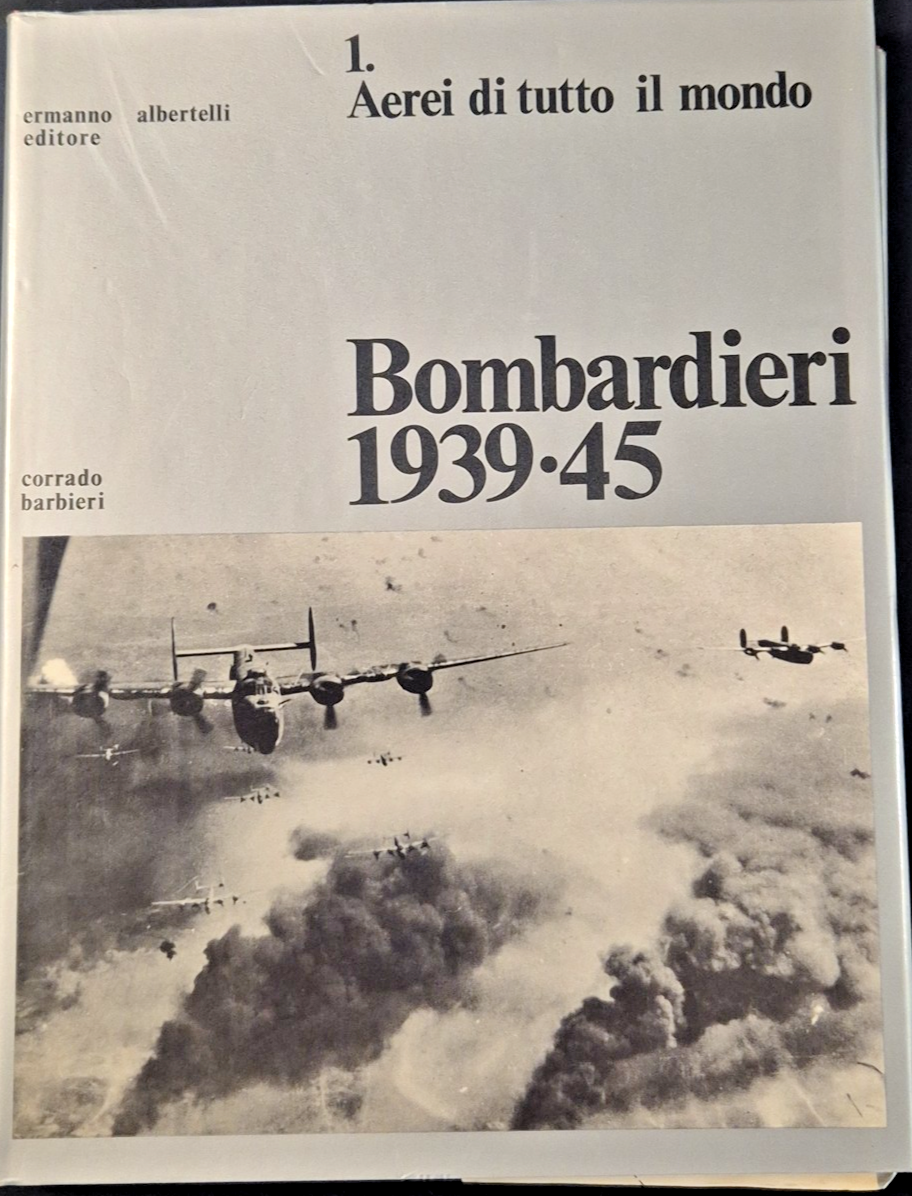 1.
Aerei di tutto il mondo
ermanno albertelli
editore
Bombardieri
1939·45
corrado
barbieri